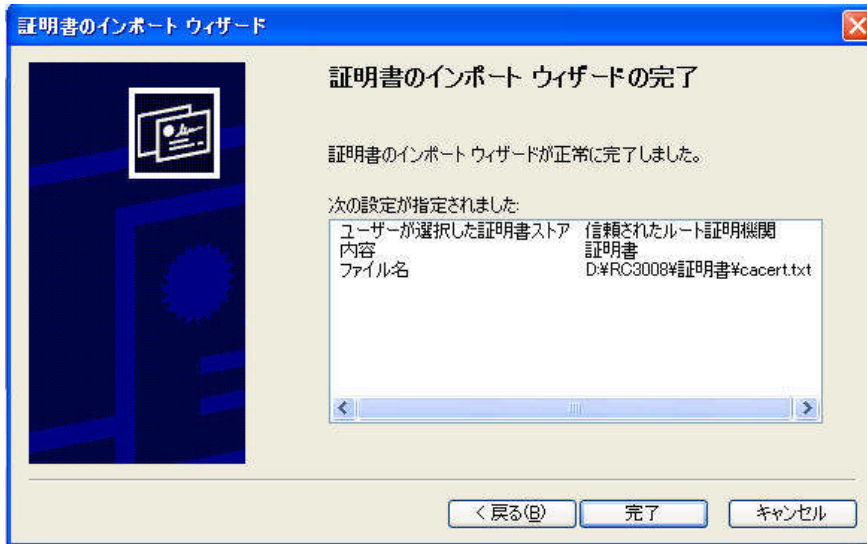 証明書のインポート ウィザード
証明書のインポート ウィザードの完了
証明書のインポート ウィザードが正常に完了しました。
次の設定が指定されました:
ユーザーが選択した証明書ストア 信頼されたルート証明機関
内容 証明書
ファイル名 D:¥RC3008¥証明書¥cacert.txt
< 戻る(B) 完了 キャンセル